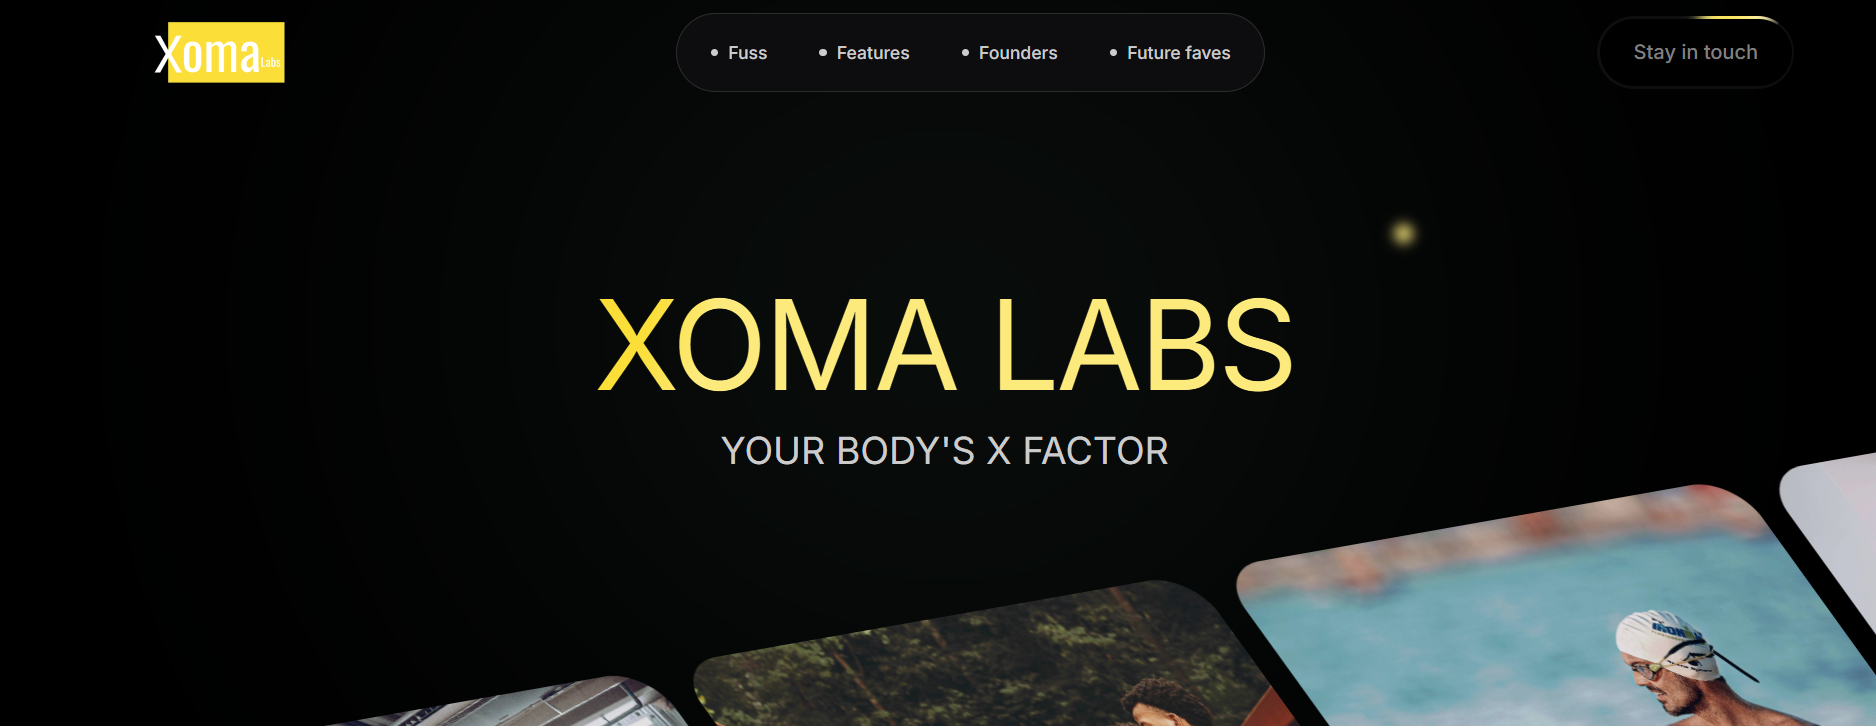 Xoma Labs
Fuss
Features
Founders
Future faves
Stay in touch
XOMA LABS
YOUR BODY'S X FACTOR